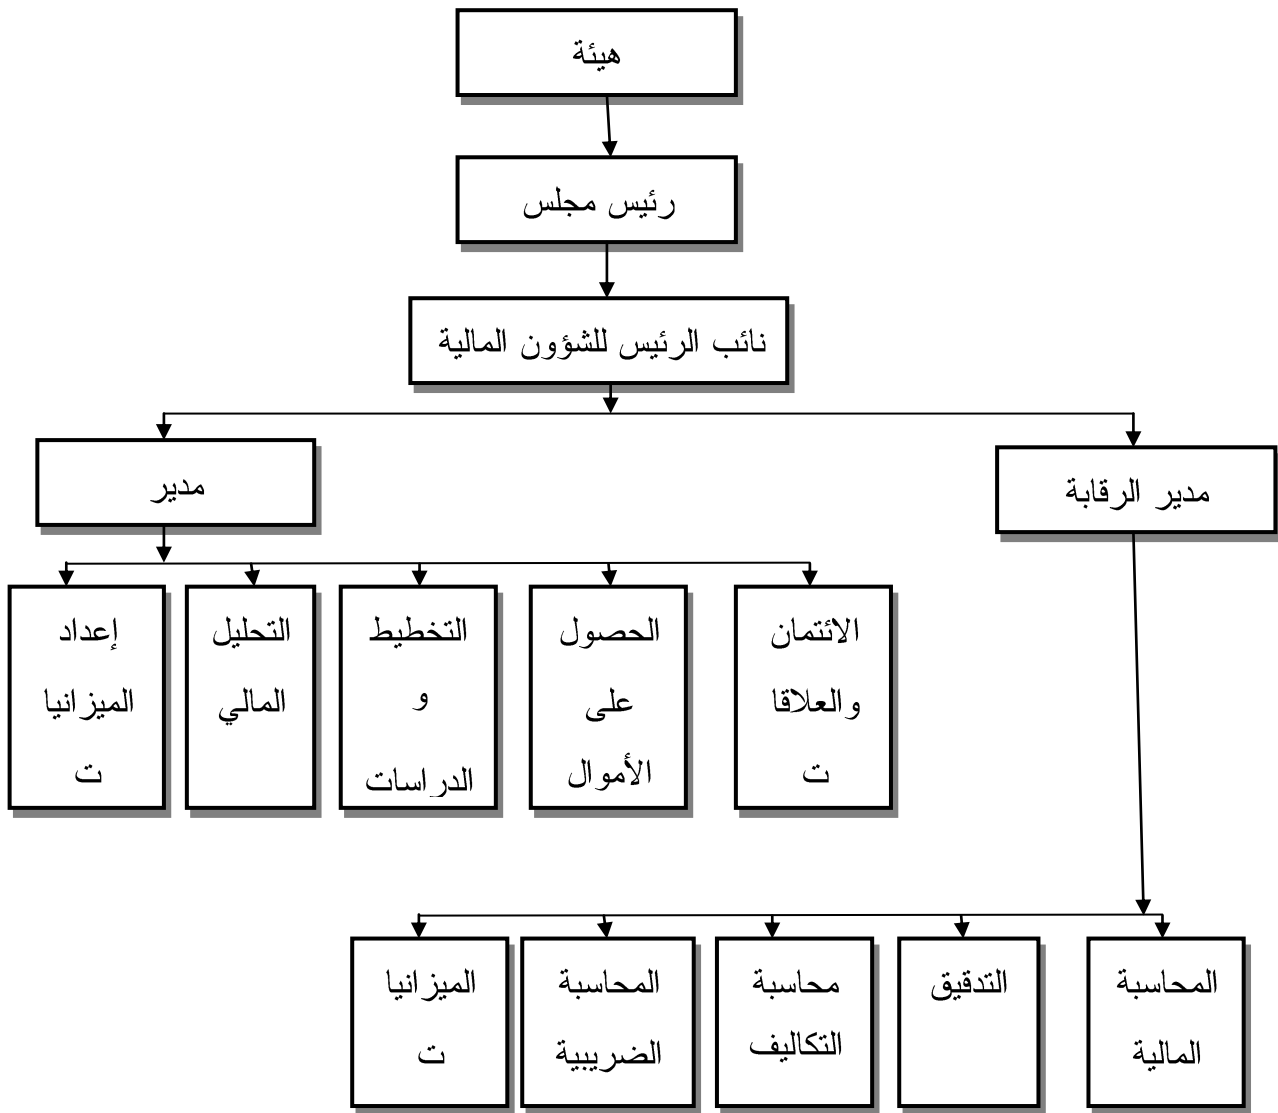 هيئة
رئيس مجلس
نائب الرئيس للشؤون المالية
مدير الرقابة
مدير
الائتمان
والعلاقا
ت
الحصول
على
الأموال
التخطيط
و
الدراسات
التحليل
المالي
إعداد
الميزانيا
ت
المحاسبة
المالية
التدقيق
محاسبة
التكاليف
المحاسبة
الضريبية
الميزانيا
ت